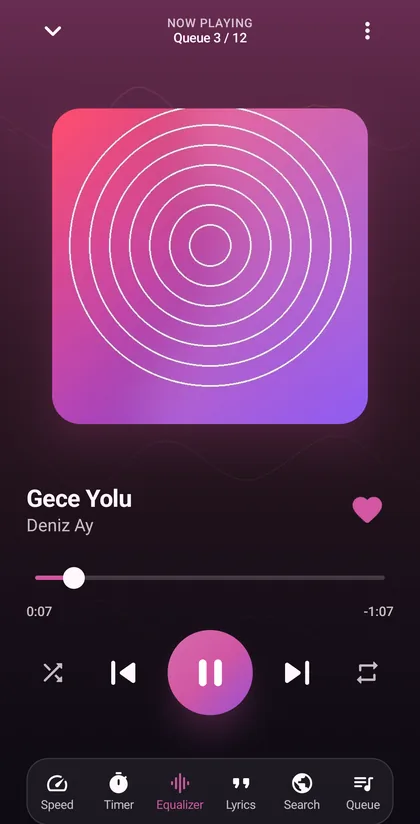 NOW PLAYING
Queue 3 / 12
Gece Yolu
Deniz Ay
0:07
-1:07
Speed
Timer
Equalizer
Lyrics
Search
Queue